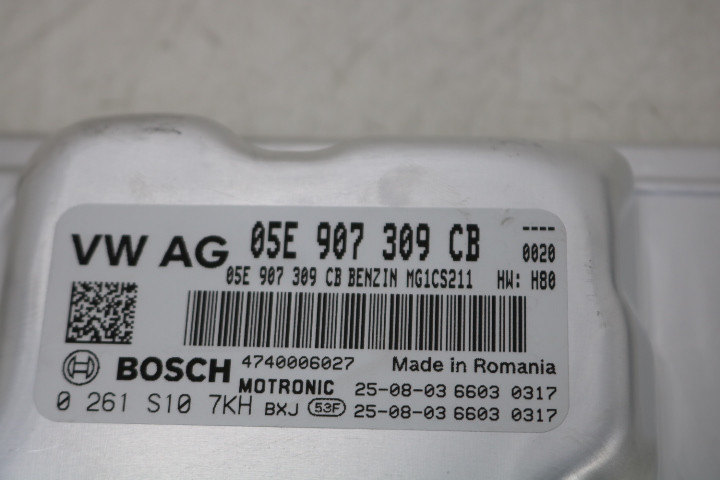 VW AG 05E 907 309 CB ----
0020
05E 907 309 CB BENZIN MG1CS211 HW: H80
BOSCH 4740006027 Made in Romania
MOTRONIC 25-08-03 6603 0317
0 261 S10 7KH BXJ 53F 25-08-03 6603 0317